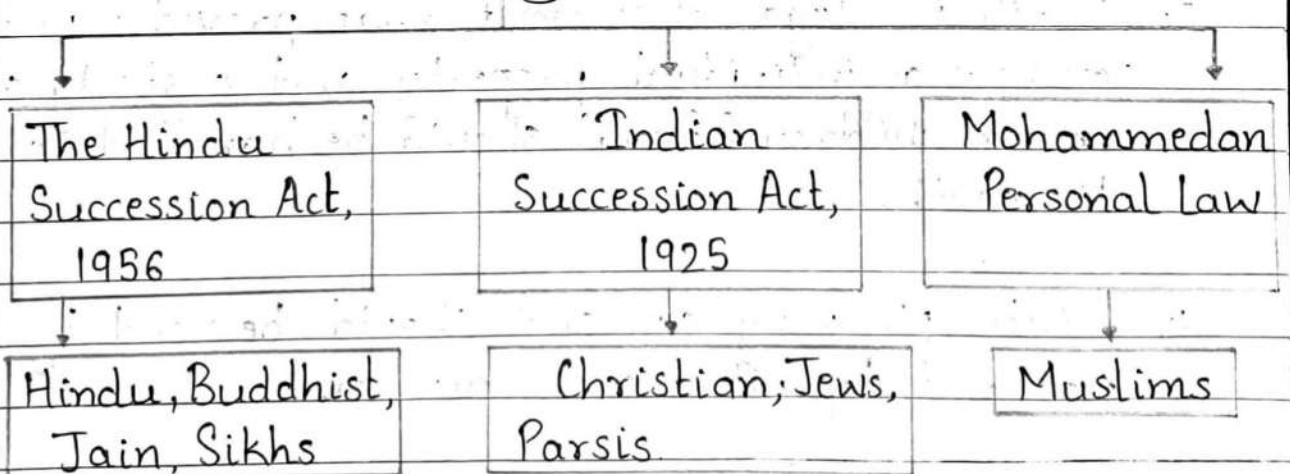 The Hindu
Succession Act,
1956
Indian
Succession Act,
1925
Mohammedan
Personal Law
Hindu, Buddhist,
Jain, Sikhs
Christian, Jews,
Parsis.
Muslims